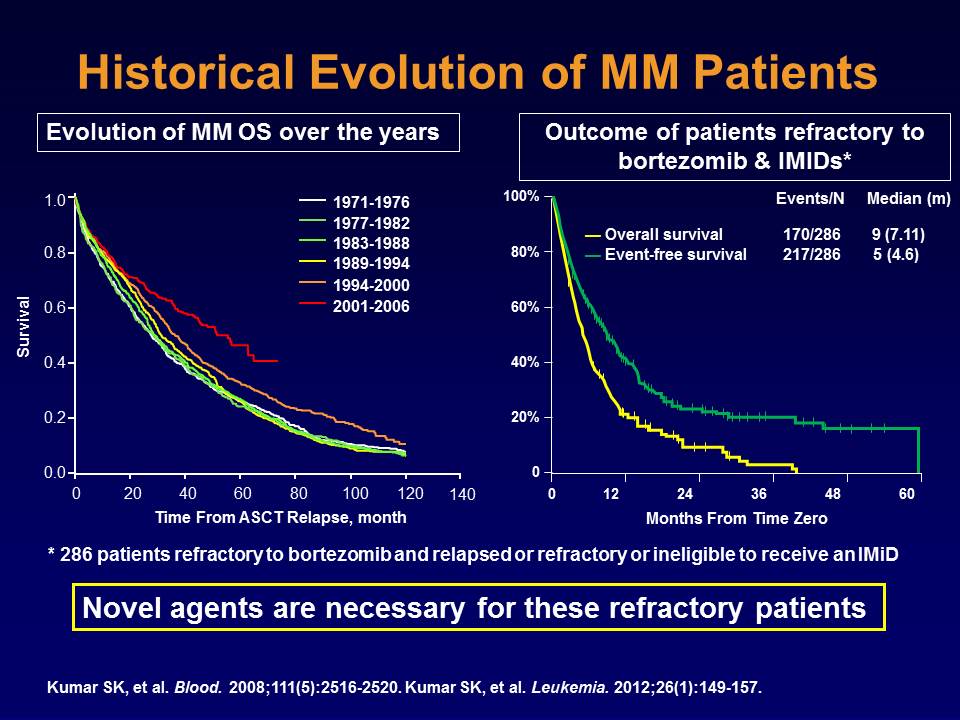 Historical Evolution of MM Patients
Evolution of MM OS over the years
1.0
0.8
0.6
0.4
0.2
0.0
Survival
1971-1976
1977-1982
1983-1988
1989-1994
1994-2000
2001-2006
0 20 40 60 80 100 120 140
Time From ASCT Relapse, month
Outcome of patients refractory to
bortezomib & IMIDs*
100%
80%
60%
40%
20%
0
Events/N Median (m)
Overall survival 170/286 9 (7.11)
Event-free survival 217/286 5 (4.6)
0 12 24 36 48 60
Months From Time Zero
* 286 patients refractory to bortezomib and relapsed or refractory or ineligible to receive an IMiD
Novel agents are necessary for these refractory patients
Kumar SK, et al. Blood. 2008;111(5):2516-2520. Kumar SK, et al. Leukemia. 2012;26(1):149-157.